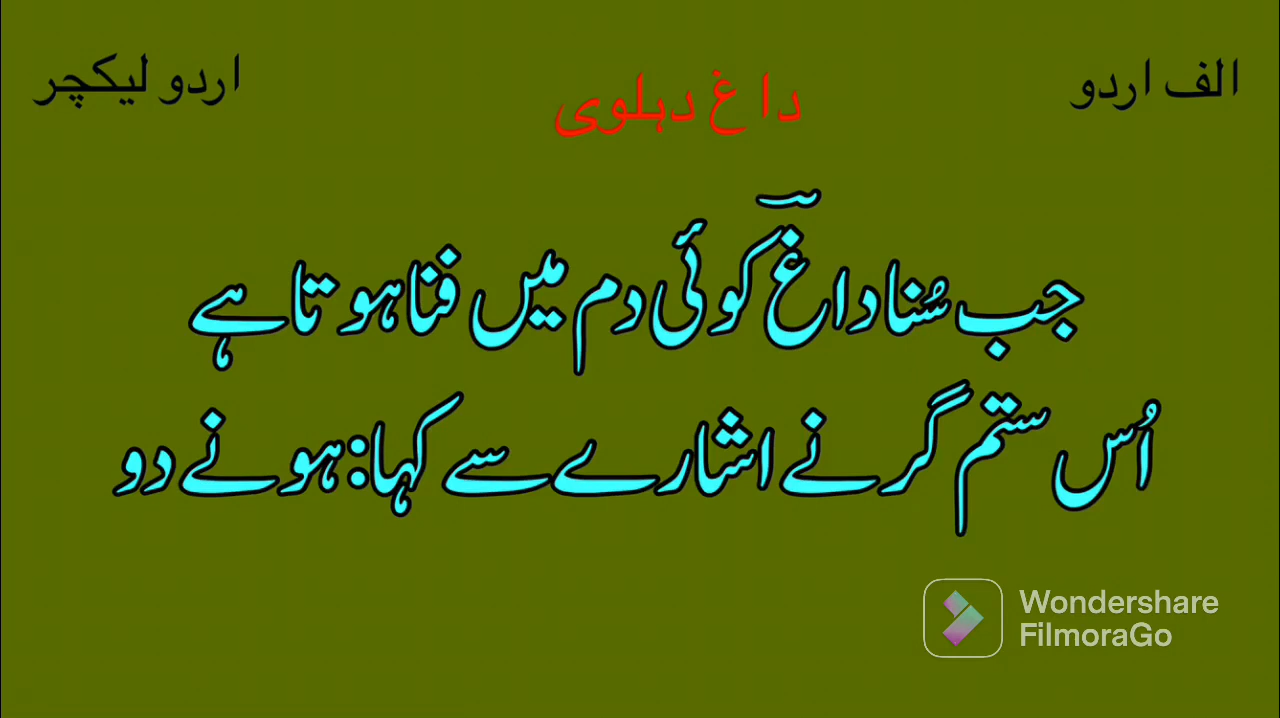 الف اردو
داغ دہلوی
اردو لیکچر
جب سُنا داغؔ کوئی دم میں فنا ہوتا ہے
اُس ستم گر نے اشارے سے کہا: ہونے دو
Wondershare
FilmoraGo